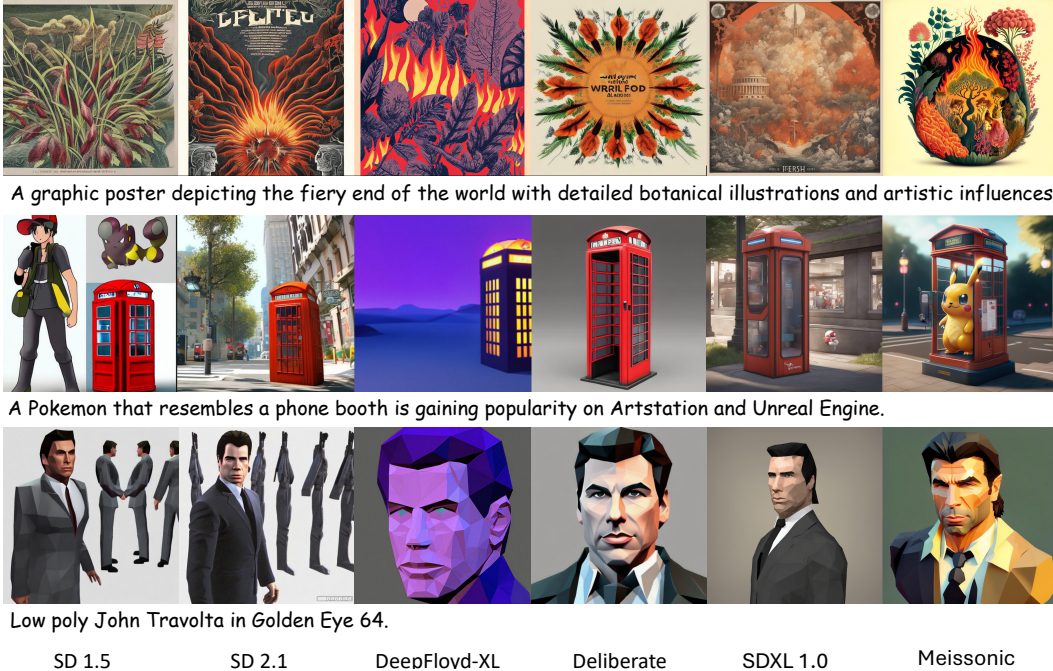 WRRIL FOD
A graphic poster depicting the fiery end of the world with detailed botanical illustrations and artistic influences
A Pokemon that resembles a phone booth is gaining popularity on Artstation and Unreal Engine.
Low poly John Travolta in Golden Eye 64.
SD 1.5 SD 2.1 DeepFloyd-XL Deliberate SDXL 1.0 Meissonic